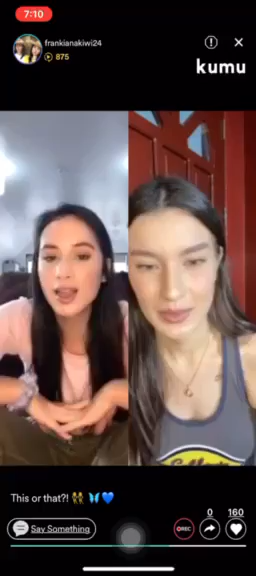 7:10
frankianakiwi24
875
kumu
This or that?! 👯 🦋💙
Say Something
REC
0
160